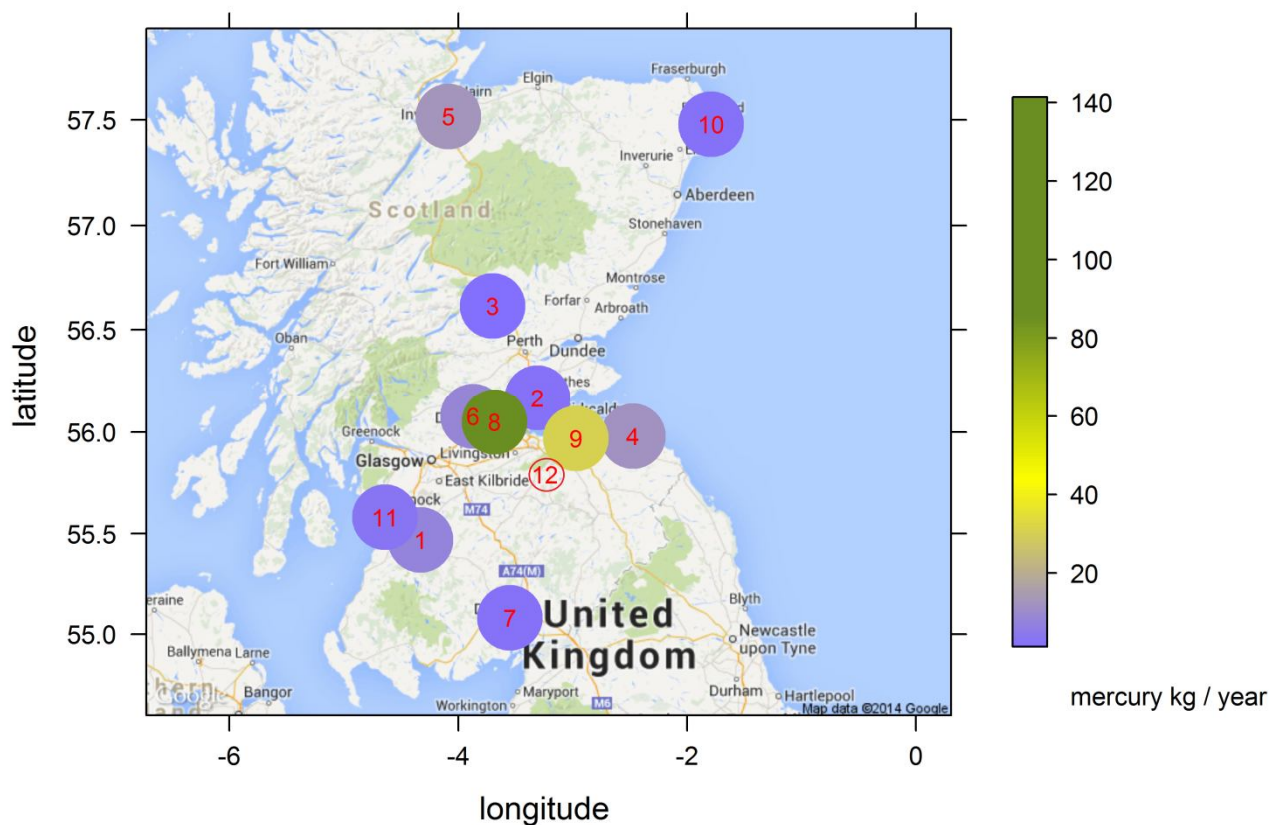 Fraserburgh
Elgin
5
10
Inverurie
Aberdeen
Scotland
Stonehaven
Fort William
Montrose
3
Forfar
Arbroath
Oban
Perth
Dundee
2
6
8
9
4
Greenock
Livingston
Glasgow
12
East Kilbride
M74
11
1
A74(M)
7
United
Kingdom
Blyth
Newcastle
upon Tyne
Ballymena
Larne
Bangor
Maryport
Workington
M6
Durham
Hartlepool
Google
Map data ©2014 Google
57.5
57.0
56.5
56.0
55.5
55.0
latitude
-6
-4
-2
0
longitude
140
120
100
80
60
40
20
mercury kg / year